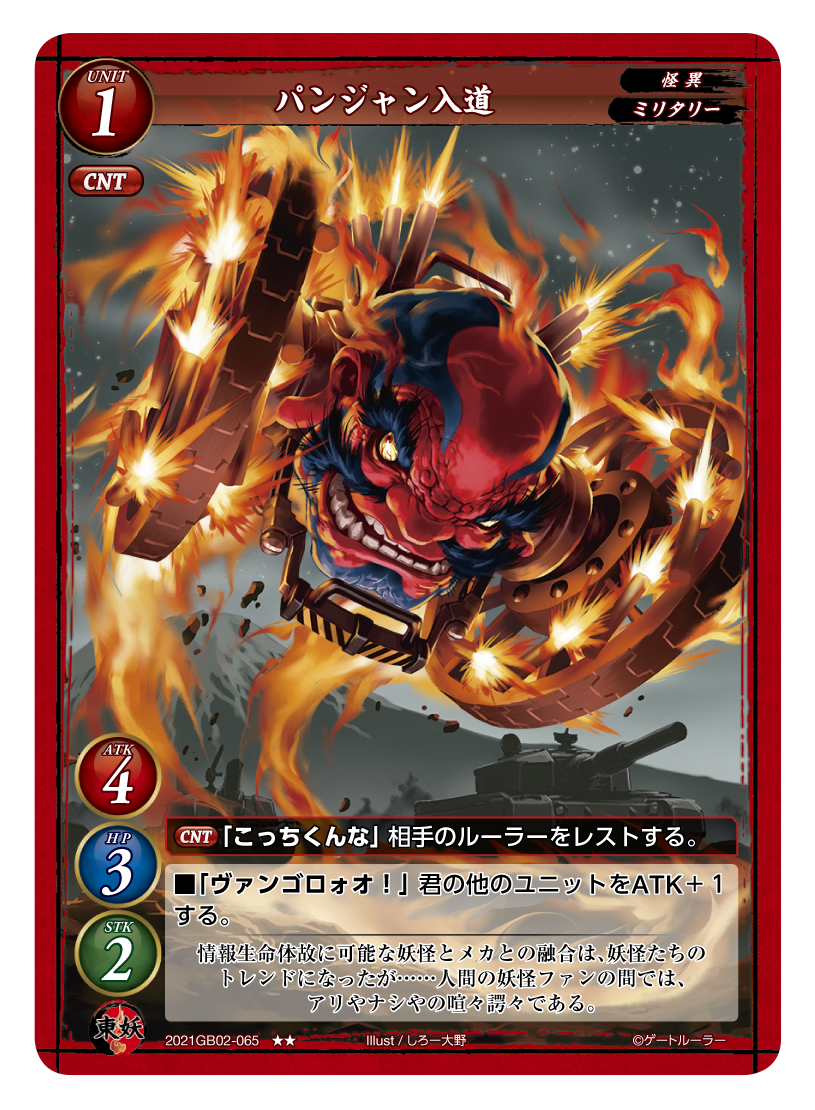 UNIT
1
パンジャン入道
怪異
ミリタリー
CNT
ATK
4
HP
3
STK
2
CNT 「こっちくんな」 相手のルーラーをレストする。
■「ヴァンゴロォオ！」 君の他のユニットをATK＋1
する。
情報生命体故に可能な妖怪とメカとの融合は、妖怪たちの
トレンドになったが……人間の妖怪ファンの間では、
アリやナシやの喧々諤々である。
東妖
2021GB02-065 ★★ Illust / しろー大野 ©ゲートルーラー